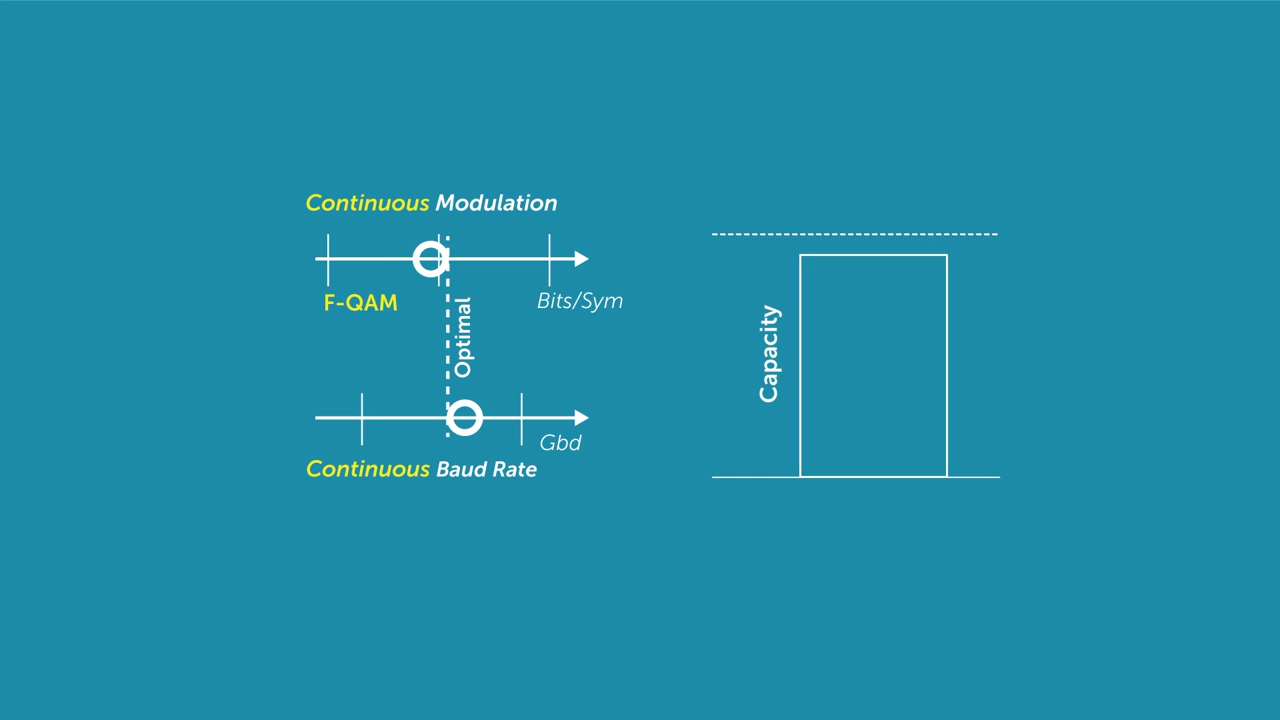 Continuous Modulation
F-QAM
Bits/Sym
Optimal
Gbd
Continuous Baud Rate
Capacity